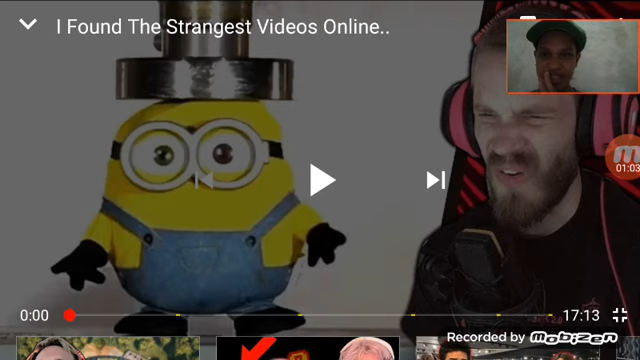 I Found The Strangest Videos Online..
01:03
0:00
17:13
Recorded by mobizen